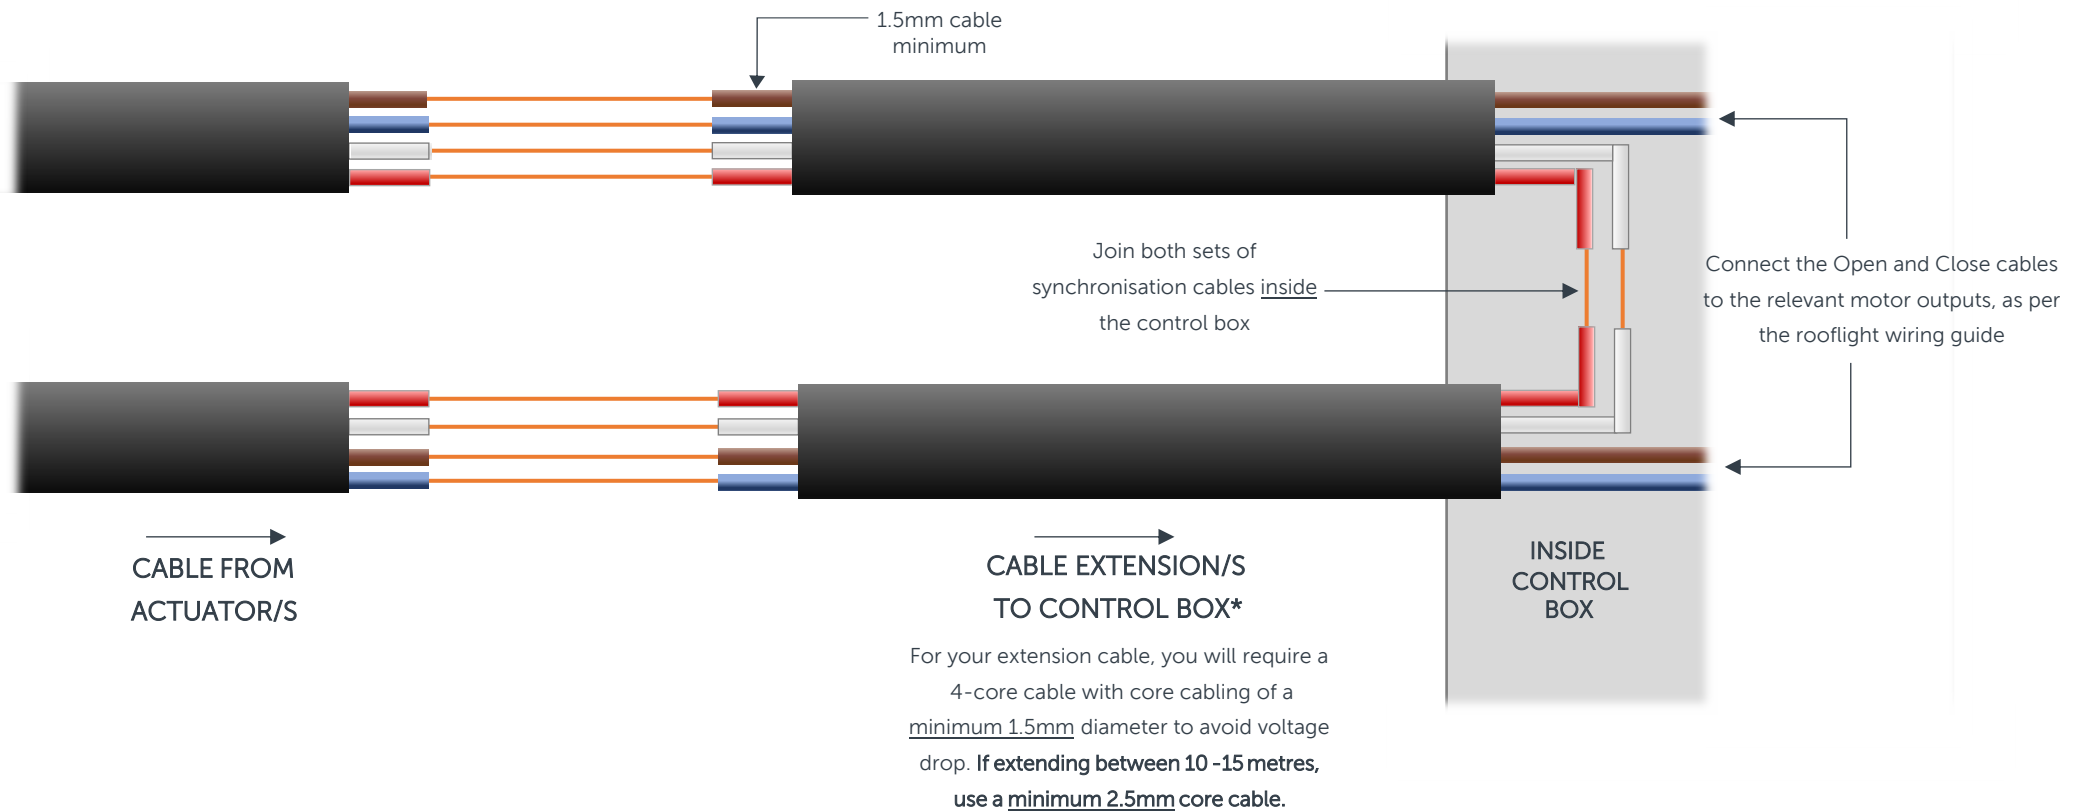 1.5mm cable
minimum
Join both sets of
synchronisation cables inside
the control box
Connect the Open and Close cables
to the relevant motor outputs, as per
the rooflight wiring guide
CABLE FROM
ACTUATOR/S
CABLE EXTENSION/S
TO CONTROL BOX*
For your extension cable, you will require a
4-core cable with core cabling of a
minimum 1.5mm diameter to avoid voltage
drop. If extending between 10 -15 metres,
use a minimum 2.5mm core cable.
INSIDE
CONTROL
BOX